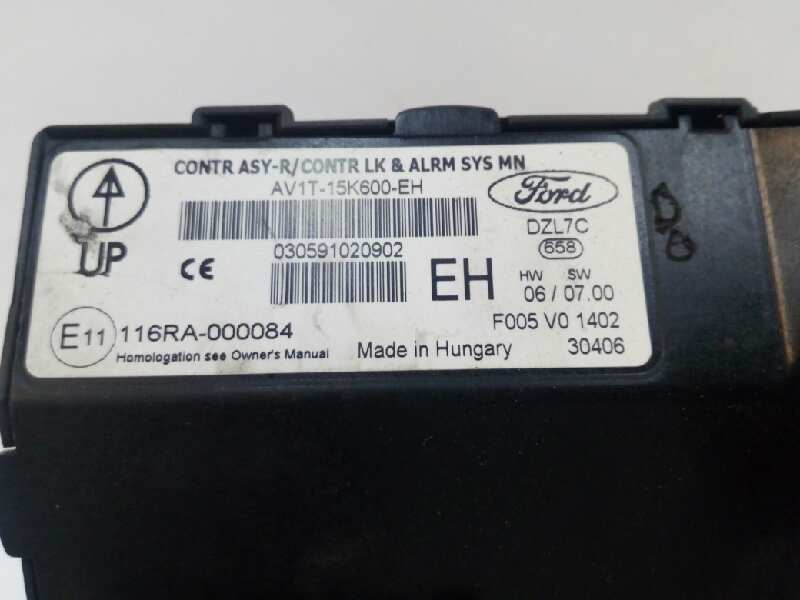 CONTR ASY-R/CONTR LK & ALRM SYS MN
AV1T-15K600-EH
Ford
UP
CE
030591020902
EH
DZL7C
658
HW SW
06 / 07.00
E11 116RA-000084
Homologation see Owner's Manual
Made in Hungary
F005 V0 1402
30406